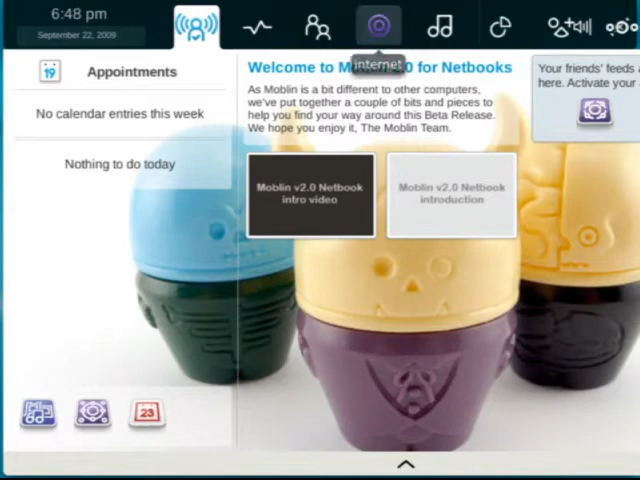 6:48 pm
September 22, 2009
internet
19
Appointments
No calendar entries this week
Nothing to do today
Welcome to M 2.0 for Netbooks
As Moblin is a bit different to other computers,
we've put together a couple of bits and pieces to
help you find your way around this Beta Release.
We hope you enjoy it, The Moblin Team.
Moblin v2.0 Netbook
intro video
Moblin v2.0 Netbook
introduction
Your friends' feeds a
here. Activate your
23